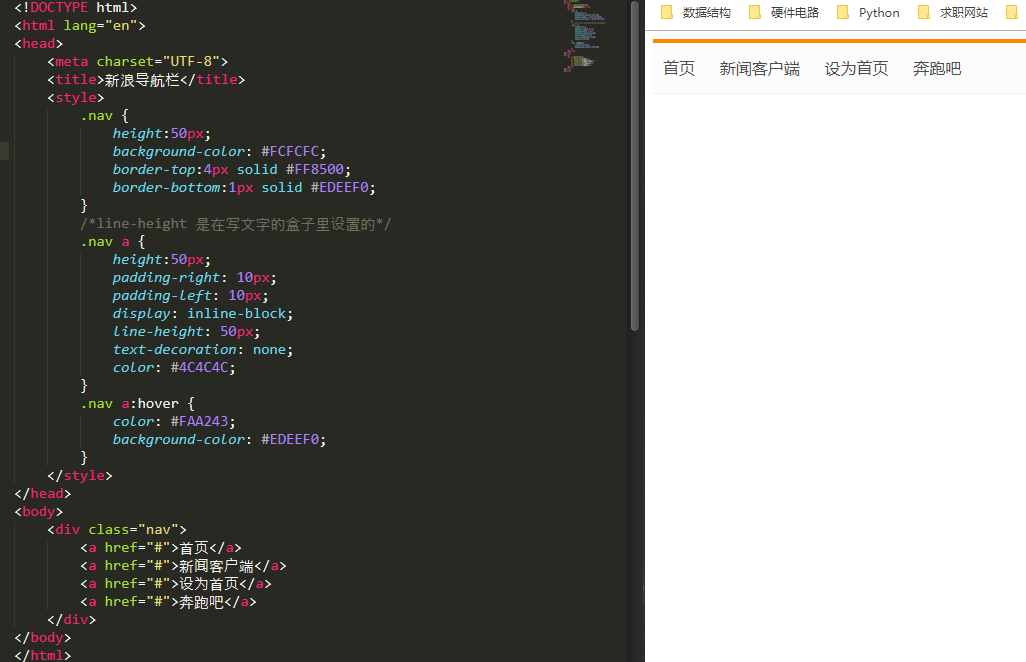 <!DOCTYPE html>
<html lang="en">
<head>
    <meta charset="UTF-8">
    <title>新浪导航栏</title>
    <style>
        .nav {
            height:50px;
            background-color: #FCFCFC;
            border-top:4px solid #FF8500;
            border-bottom:1px solid #EDEEF0;
        }
        /*line-height 是在写文字的盒子里设置的*/
        .nav a {
            height:50px;
            padding-right: 10px;
            padding-left: 10px;
            display: inline-block;
            line-height: 50px;
            text-decoration: none;
            color: #4C4C4C;
        }
        .nav a:hover {
            color: #FAA243;
            background-color: #EDEEF0;
        }
    </style>
</head>
<body>
    <div class="nav">
        <a href="#">首页</a>
        <a href="#">新闻客户端</a>
        <a href="#">设为首页</a>
        <a href="#">奔跑吧</a>
    </div>
</body>
</html>
数据结构 硬件电路 Python 求职网站
首页 新闻客户端 设为首页 奔跑吧